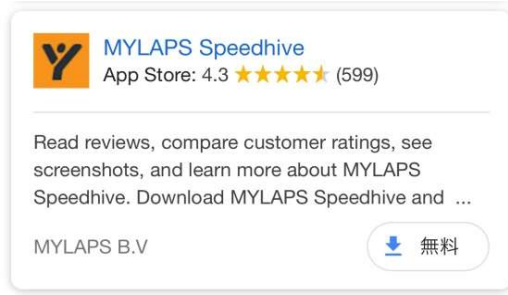 MYLAPS Speedhive
App Store: 4.3 ★★★★★ (599)
Read reviews, compare customer ratings, see
screenshots, and learn more about MYLAPS
Speedhive. Download MYLAPS Speedhive and ...
MYLAPS B.V
無料